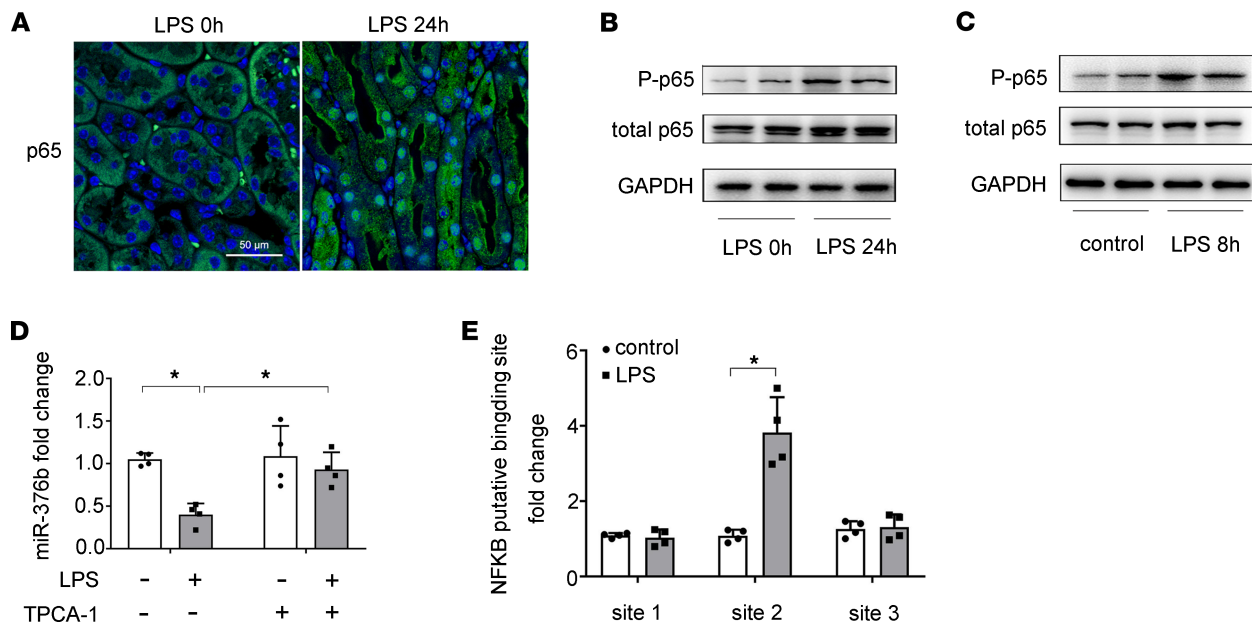 A
LPS 0h
LPS 24h
p65
50 µm
B
P-p65
total p65
GAPDH
LPS 0h
LPS 24h
C
P-p65
total p65
GAPDH
control
LPS 8h
D
miR-376b fold change
2.0
1.5
1.0
0.5
0.0
*
*
LPS - + - +
TPCA-1 - - + +
E
NFKB putative bingding site
fold change
6
4
2
0
control
LPS
*
site 1
site 2
site 3